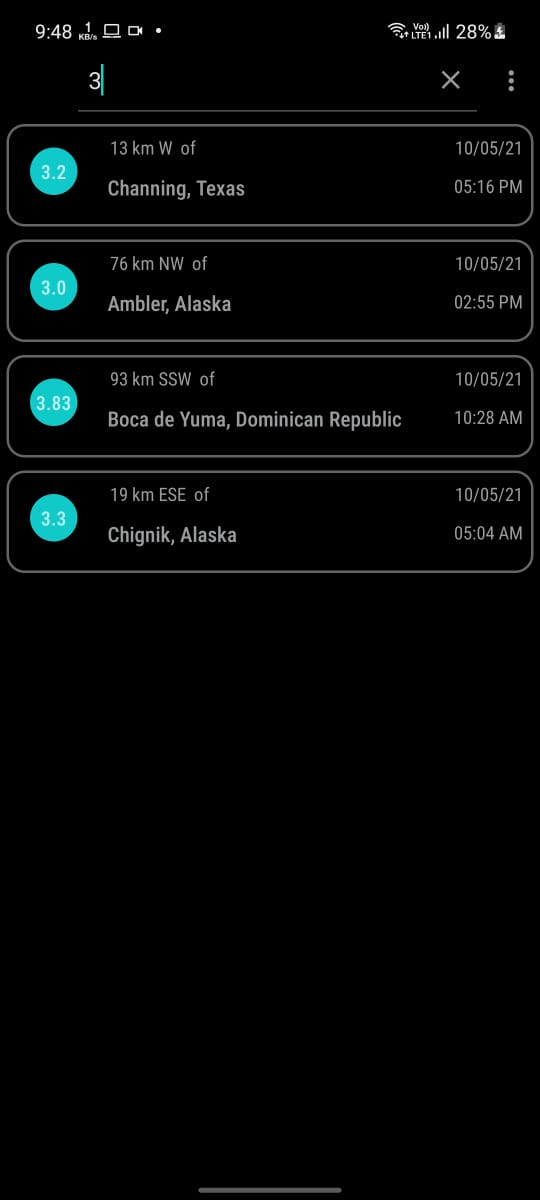 9:48 1 KB/s Vo) LTE1 28%
3
13 km W of 10/05/21
3.2 Channing, Texas 05:16 PM
76 km NW of 10/05/21
3.0 Ambler, Alaska 02:55 PM
93 km SSW of 10/05/21
3.83 Boca de Yuma, Dominican Republic 10:28 AM
19 km ESE of 10/05/21
3.3 Chignik, Alaska 05:04 AM